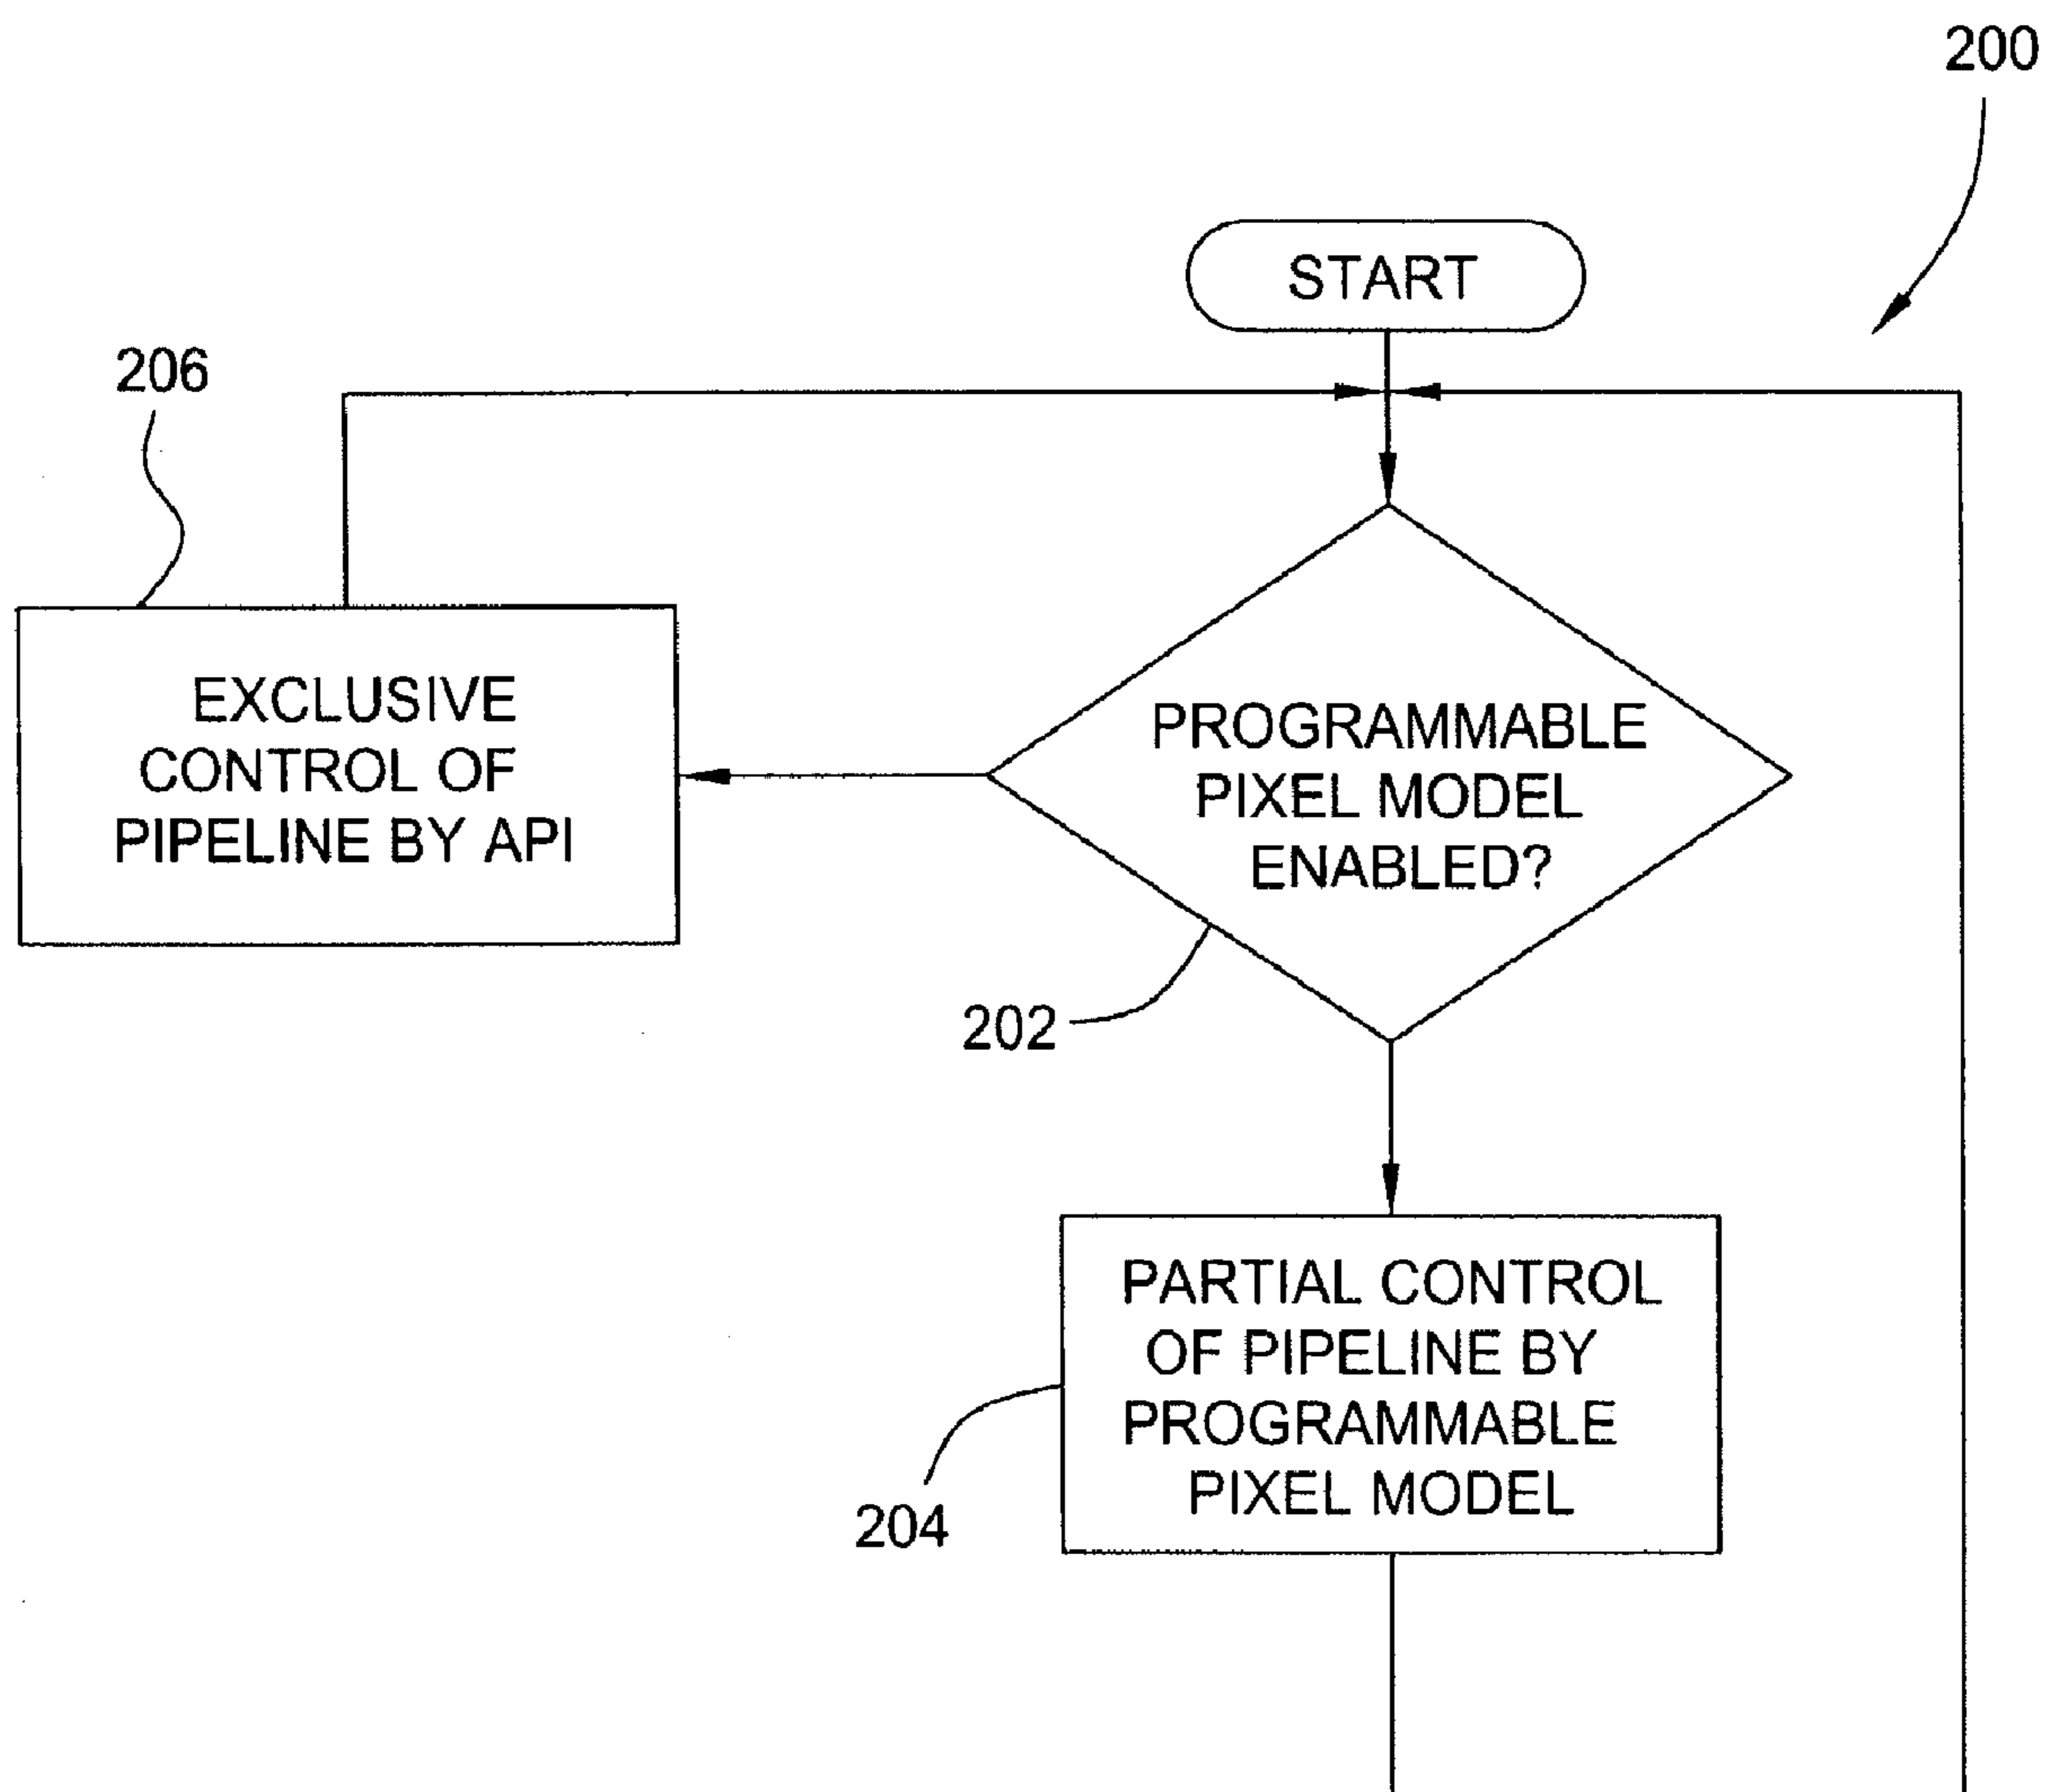 200
START
206
EXCLUSIVE
CONTROL OF
PIPELINE BY API
PROGRAMMABLE
PIXEL MODEL
ENABLED?
202
PARTIAL CONTROL
OF PIPELINE BY
PROGRAMMABLE
PIXEL MODEL
204